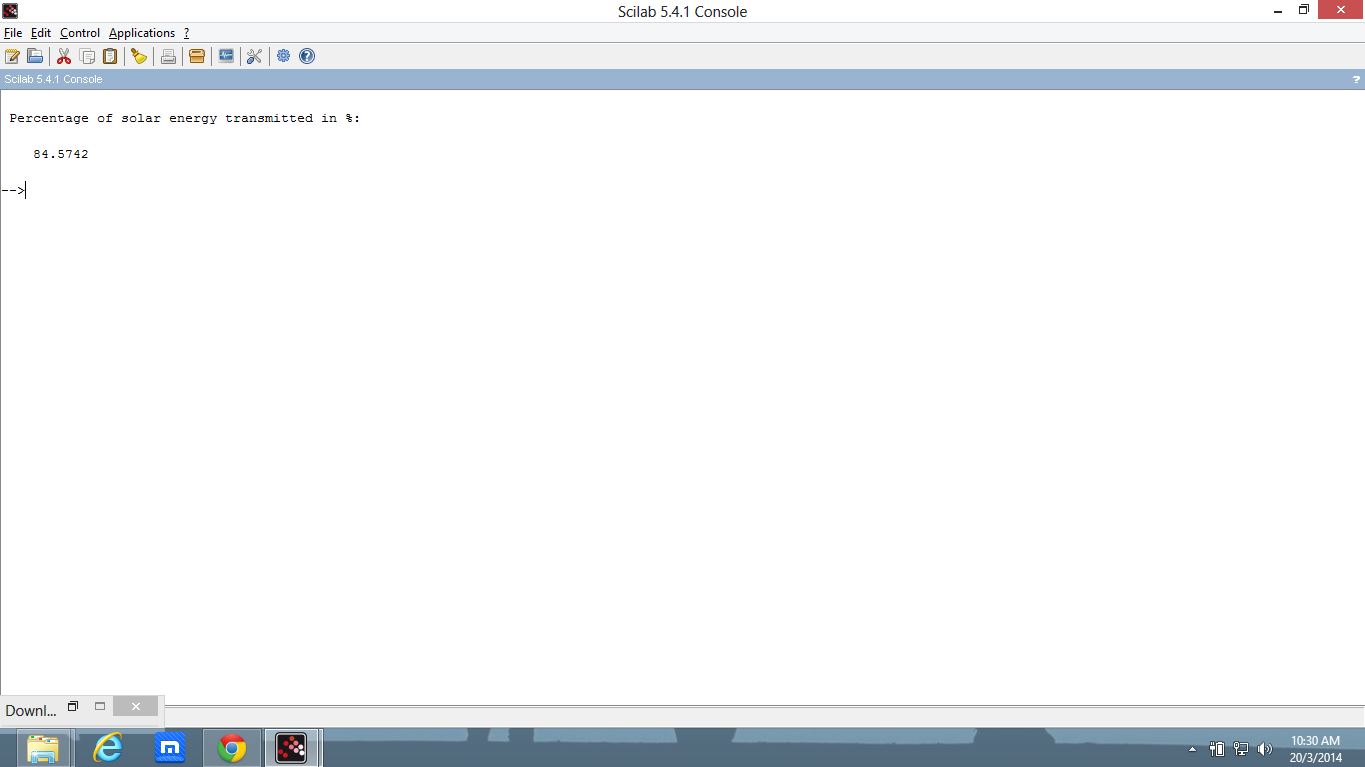 Scilab 5.4.1 Console
File Edit Control Applications ?
Scilab 5.4.1 Console ?
Percentage of solar energy transmitted in %:
84.5742
-->
Downl...
10:30 AM
20/3/2014